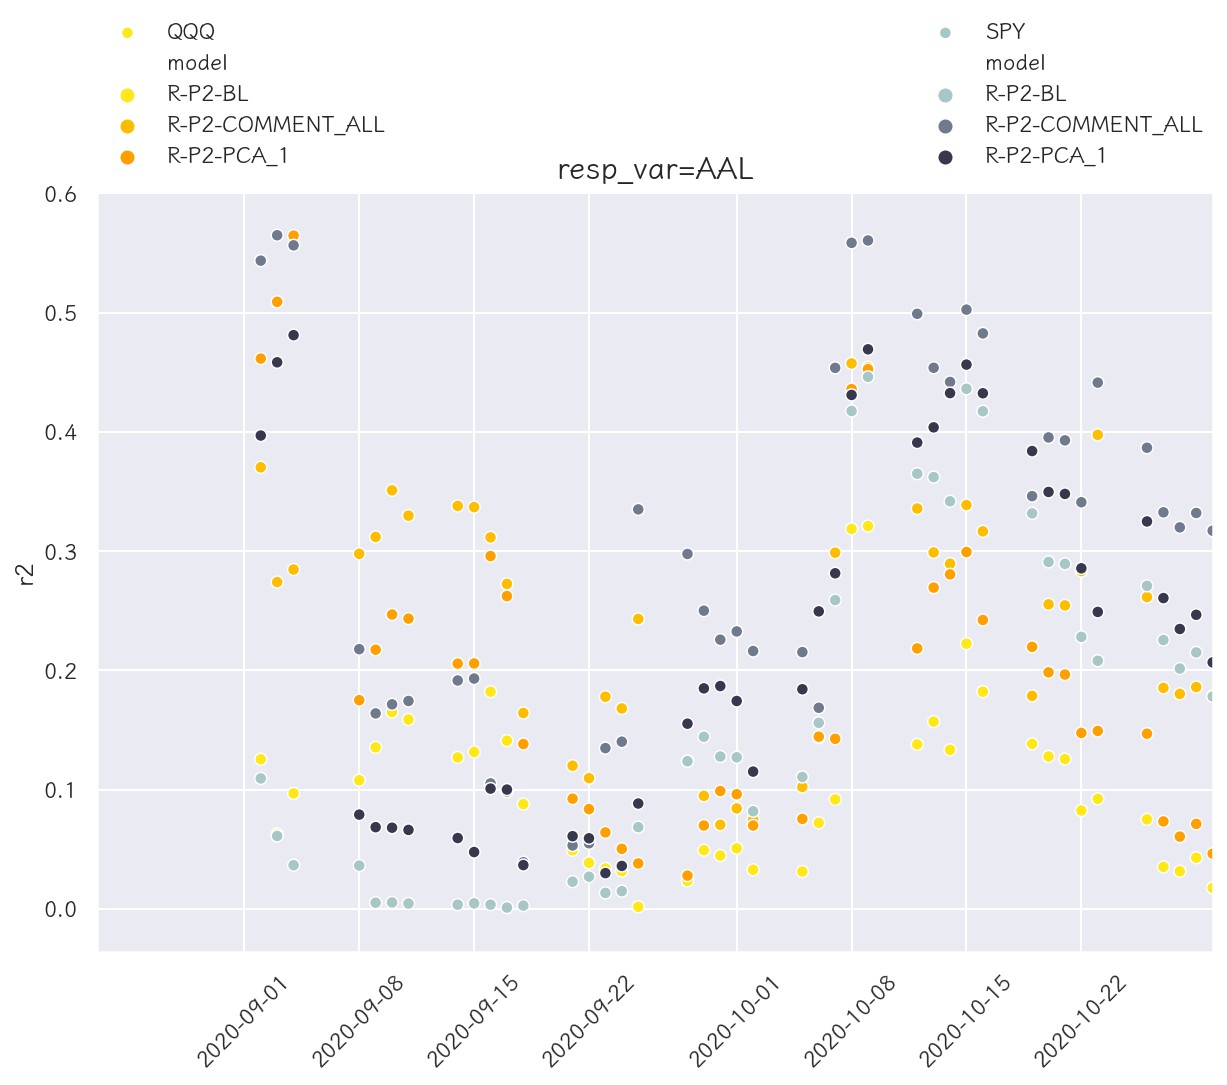 QQQ
model
R-P2-BL
R-P2-COMMENT_ALL
R-P2-PCA_1
SPY
model
R-P2-BL
R-P2-COMMENT_ALL
R-P2-PCA_1
resp_var=AAL
0.6
0.5
0.4
0.3
0.2
0.1
0.0
r2
2020-09-01
2020-09-08
2020-09-15
2020-09-22
2020-10-01
2020-10-08
2020-10-15
2020-10-22